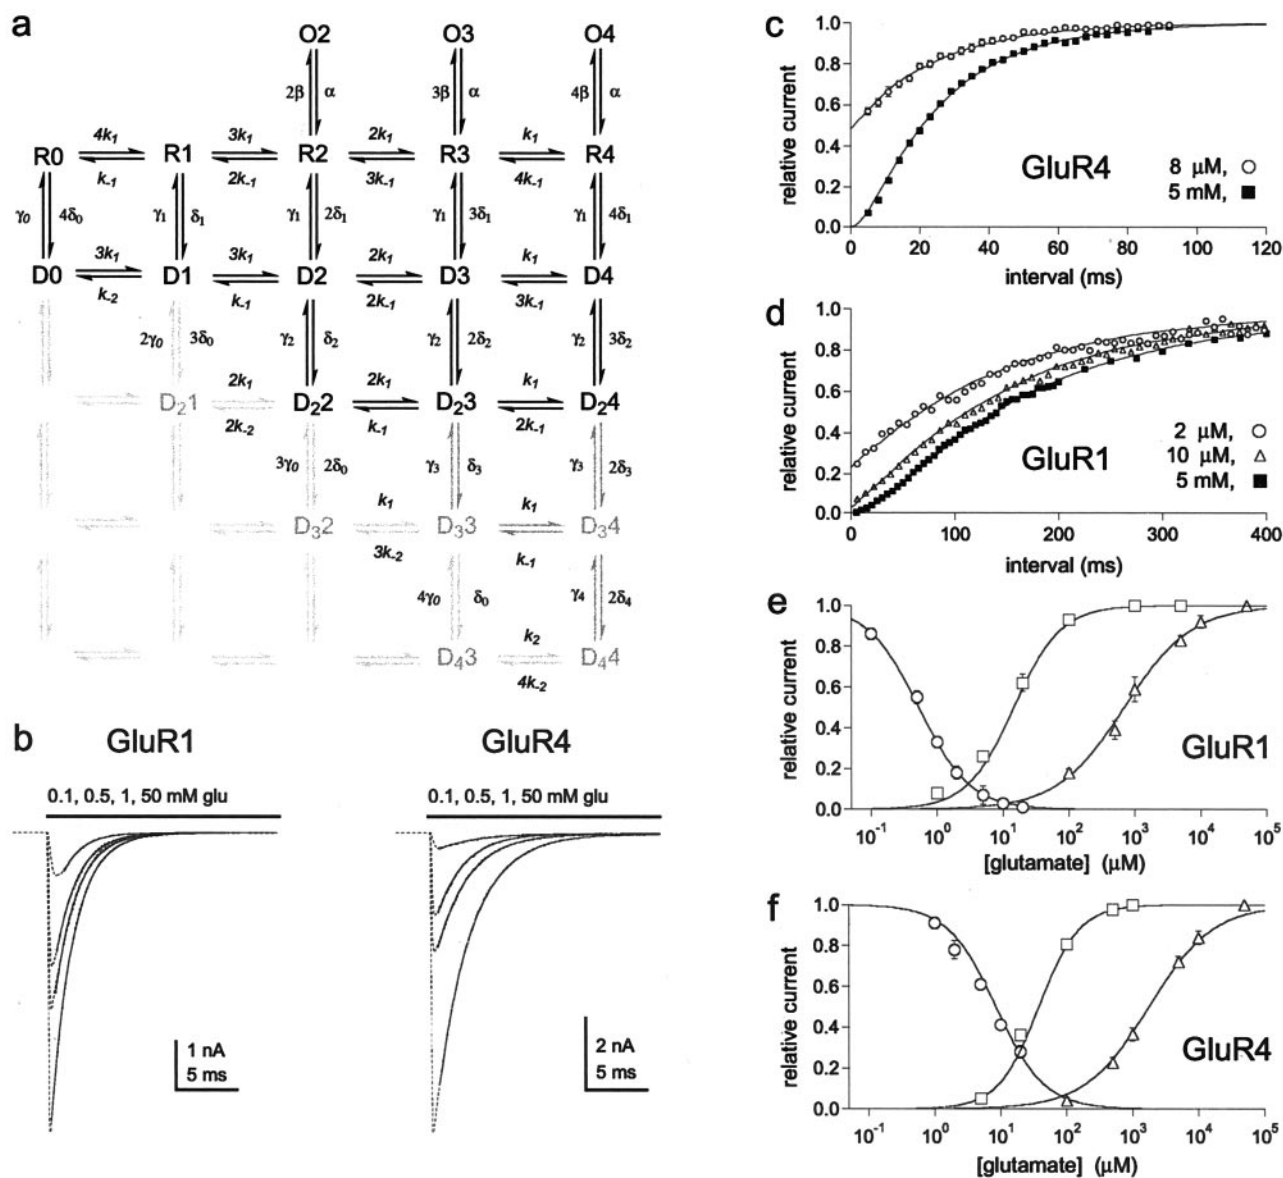 a
O2 O3 O4
2β α 3β α 4β α
4k₁ 3k₁ 2k₁ k₁
R0 R1 R2 R3 R4
k₋₁ 2k₋₁ 3k₋₁ 4k₋₁
γ₀ 4δ₀ γ₁ δ₁ γ₁ 2δ₁ γ₁ 3δ₁ γ₁ 4δ₁
3k₁ 3k₁ 2k₁ k₁
D0 D1 D2 D3 D4
k₋₂ k₋₁ 2k₋₁ 3k₋₁
2γ₀ 3δ₀ γ₂ δ₂ γ₂ 2δ₂ γ₂ 3δ₂
2k₁ 2k₁ k₁
D₂1 D₂2 D₂3 D₂4
2k₋₂ k₋₁ 2k₋₁
3γ₀ 2δ₀ γ₃ δ₃ γ₃ 2δ₃
k₁ k₁
D₃2 D₃3 D₃4
3k₋₂ k₋₁
4γ₀ δ₀ γ₄ 2δ₄
k₂
D₄3 D₄4
4k₋₂
b
GluR1 GluR4
0.1, 0.5, 1, 50 mM glu
0.1, 0.5, 1, 50 mM glu
1 nA
5 ms
2 nA
5 ms
c
relative current
1.0
0.8
0.6
0.4
0.2
0.0
GluR4
8 μM,
5 mM,
0 20 40 60 80 100 120
interval (ms)
d
relative current
1.0
0.8
0.6
0.4
0.2
0.0
GluR1
2 μM,
10 μM,
5 mM,
0 100 200 300 400
interval (ms)
e
relative current
1.0
0.8
0.6
0.4
0.2
0.0
GluR1
10⁻¹ 10⁰ 10¹ 10² 10³ 10⁴ 10⁵
[glutamate] (μM)
f
relative current
1.0
0.8
0.6
0.4
0.2
0.0
GluR4
10⁻¹ 10⁰ 10¹ 10² 10³ 10⁴ 10⁵
[glutamate] (μM)